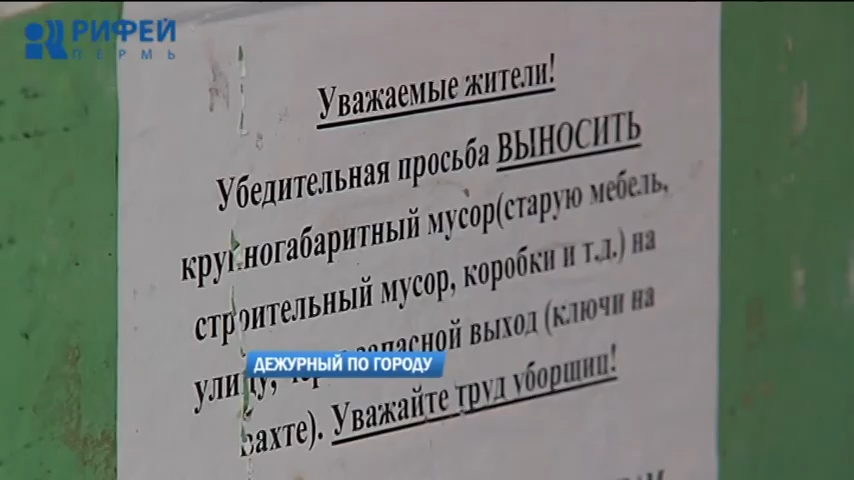 РИФЕЙ
ПЕРМЬ
Уважаемые жители!
Убедительная просьба ВЫНОСИТЬ
крупногабаритный мусор(старую мебель,
строительный мусор, коробки и т.д.) на
улицу, запасной выход (ключи на
ДЕЖУРНЫЙ ПО ГОРОДУ
вахте). Уважайте труд уборщиц!